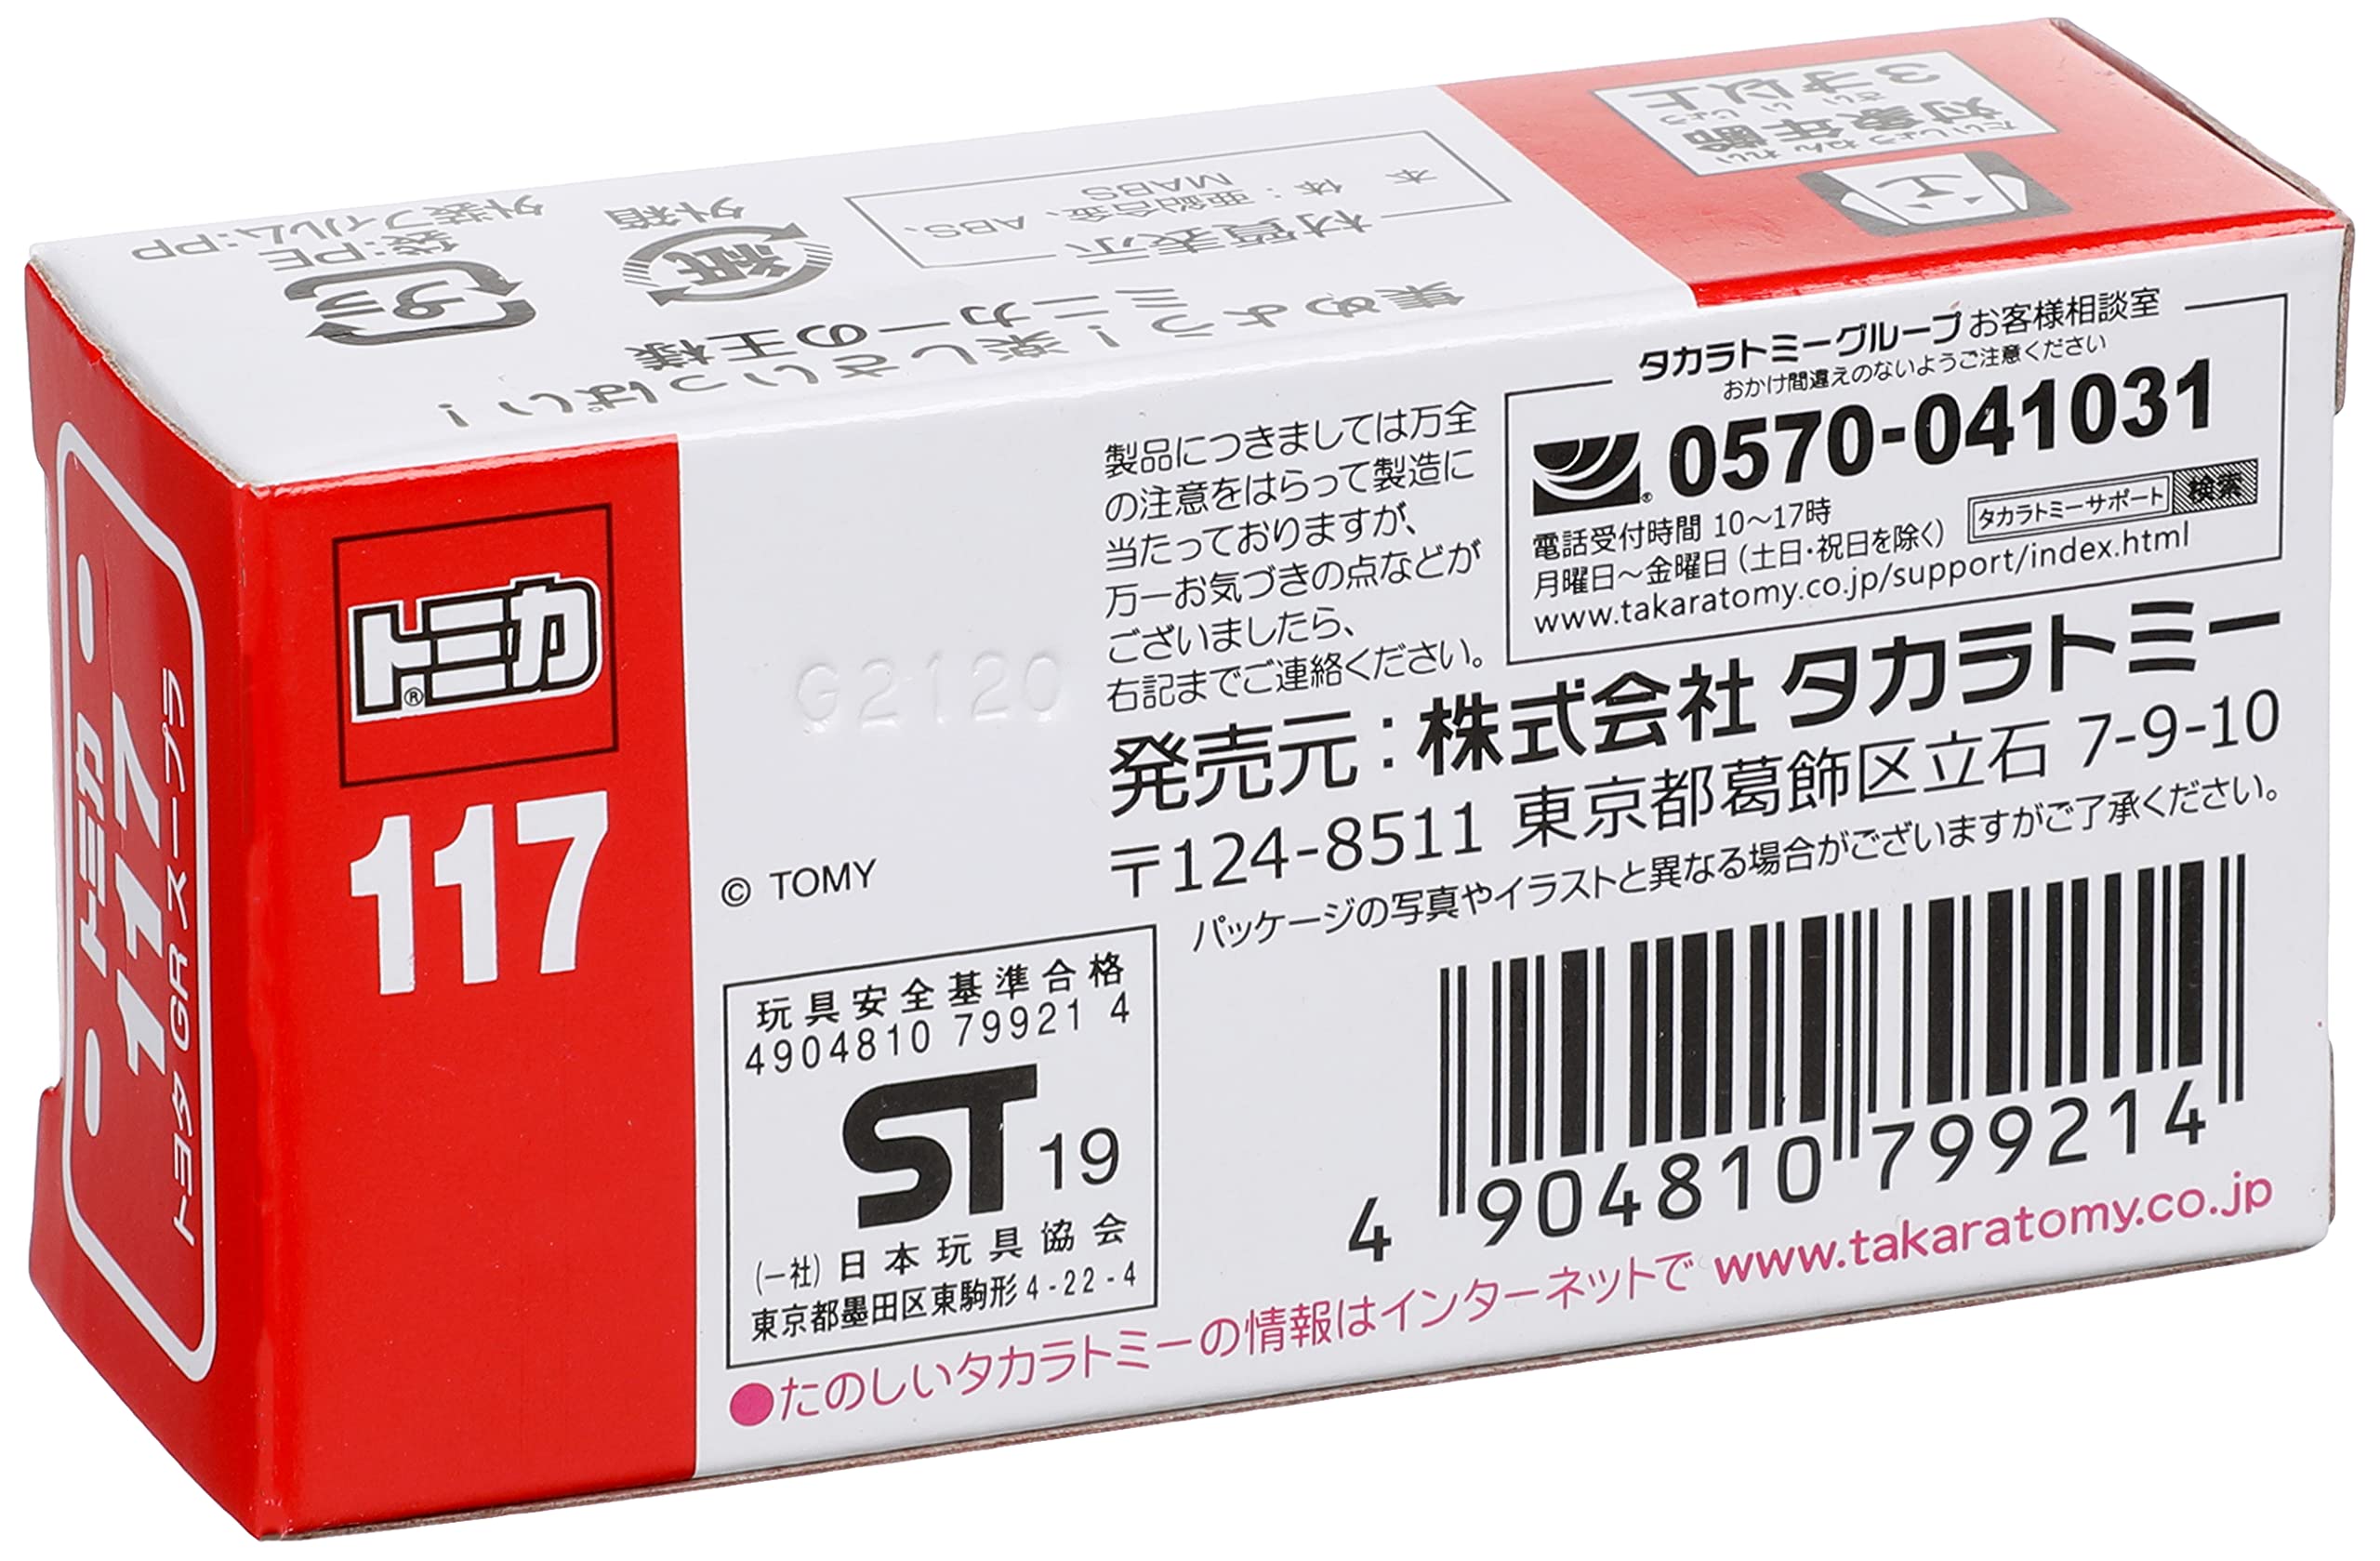 たいしょうねんれい
対象年齢
さいいじょう
3才以上
材質表示
本体：亜鉛合金、ABS、
MABS
外箱
紙
プラ
袋:PE
外装フィルム:PP
ミニカーの王様
集めよう！楽しさいっぱい！
トミカ
117
トヨタ GR スープラ
トミカ®
117
G2120
© TOMY
製品につきましては万全
の注意をはらって製造に
当たっておりますが、
万一お気づきの点などが
ございましたら、
右記までご連絡ください。
タカラトミーグループお客様相談室
おかけ間違えのないようご注意ください
® 0570-041031
電話受付時間 10〜17時
月曜日〜金曜日（土日・祝日を除く）
タカラトミーサポート 検索
www.takaratomy.co.jp/support/index.html
発売元：株式会社 タカラトミー
〒124-8511 東京都葛飾区立石 7-9-10
パッケージの写真やイラストと異なる場合がございますがご了承ください。
玩具安全基準合格
4904810 79921 4
ST 19
(一社) 日本玩具協会
東京都墨田区東駒形 4-22-4
4 904810 799214
●たのしいタカラトミーの情報はインターネットで www.takaratomy.co.jp